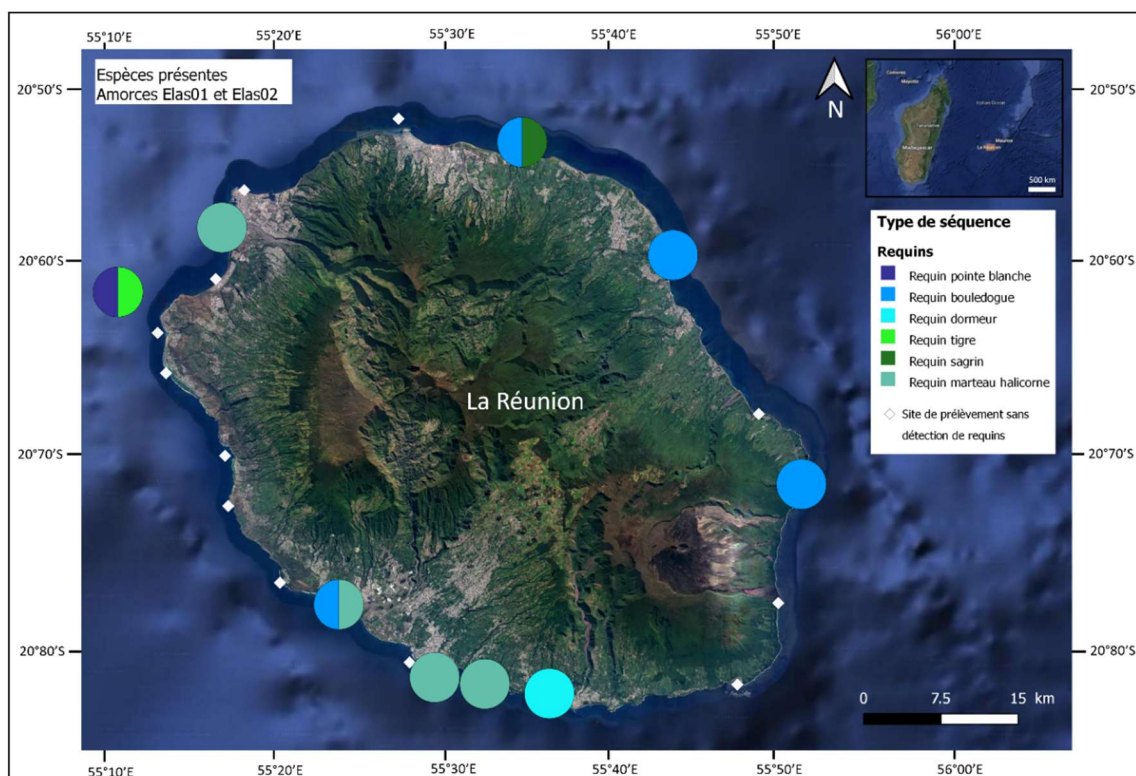 55°10'E 55°20'E 55°30'E 55°40'E 55°50'E 56°00'E
Espèces présentes
Amorces Elas01 et Elas02
N
20°50'S
20°50'S
Madagascar
La Réunion
500 km
Type de séquence
Requins
Requin pointe blanche
Requin bouledogue
Requin dormeur
Requin tigre
Requin sagrin
Requin marteau halicorne
Site de prélèvement sans
détection de requins
20°60'S
20°60'S
La Réunion
20°70'S
20°70'S
20°80'S
20°80'S
0 7.5 15 km
55°10'E 55°20'E 55°30'E 55°40'E 55°50'E 56°00'E